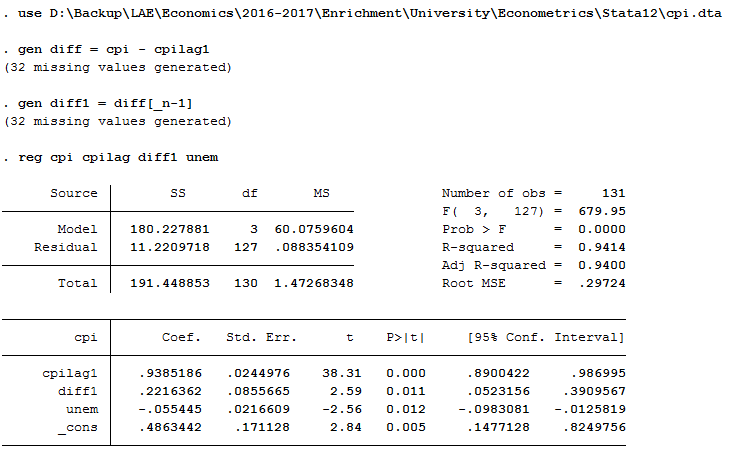 . use D:\Backup\LAE\Economics\2016-2017\Enrichment\University\Econometrics\Stata12\cpi.dta
. gen diff = cpi - cpilag1
(32 missing values generated)
. gen diff1 = diff[_n-1]
(32 missing values generated)
. reg cpi cpilag diff1 unem
Source SS df MS Number of obs = 131
F( 3, 127) = 679.95
Model 180.227881 3 60.0759604 Prob > F = 0.0000
Residual 11.2209718 127 .088354109 R-squared = 0.9414
Adj R-squared = 0.9400
Total 191.448853 130 1.47268348 Root MSE = .29724
cpi Coef. Std. Err. t P>|t| [95% Conf. Interval]
cpilag1 .9385186 .0244976 38.31 0.000 .8900422 .986995
diff1 .2216362 .0855665 2.59 0.011 .0523156 .3909567
unem -.055445 .0216609 -2.56 0.012 -.0983081 -.0125819
_cons .4863442 .171128 2.84 0.005 .1477128 .8249756